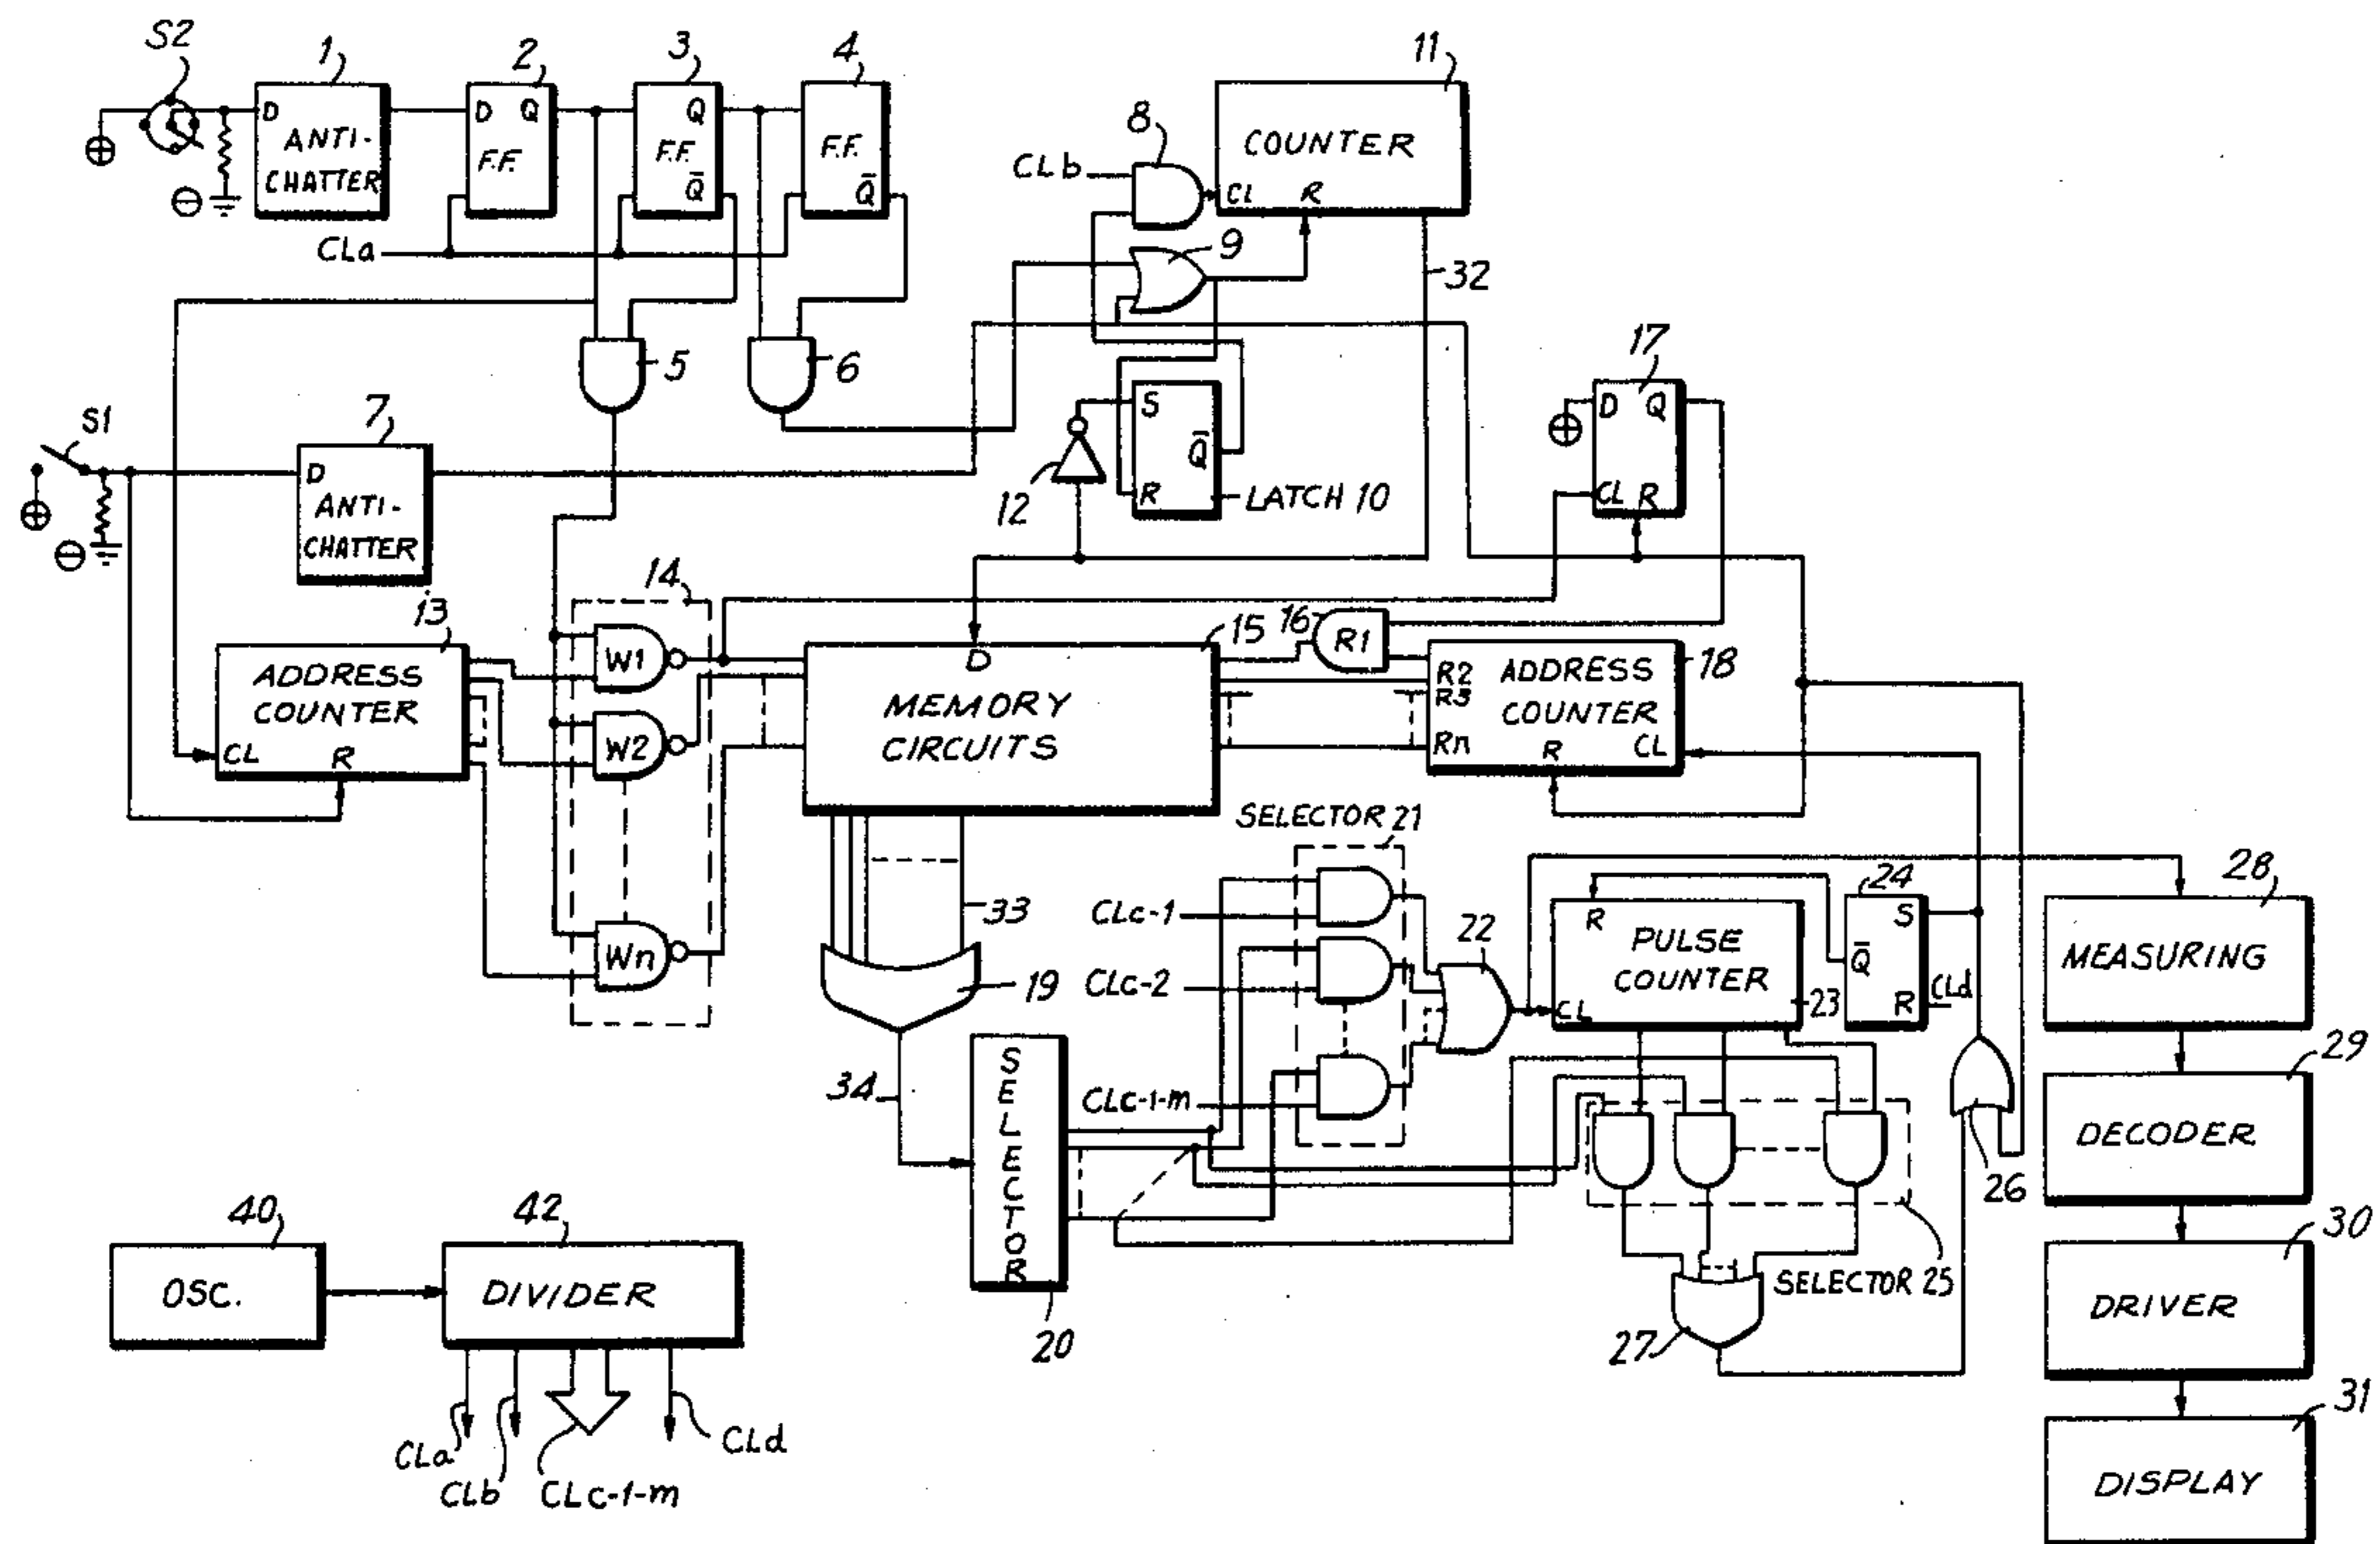 S2
1
2
3
4
11
D
ANTI-
CHATTER
D Q
F.F.
Q
F.F.
Q̄
F.F.
Q̄
8
CLb
COUNTER
CL R
⊕
⊖
CLa
9
32
5
6
17
S1
7
D
ANTI-
CHATTER
S
Q̄
R
12
LATCH 10
D Q
CL R
⊕
⊕
⊖
13
14
16
15
18
ADDRESS
COUNTER
CL R
W1
W2
Wn
D
MEMORY
CIRCUITS
R1
R2
R3
Rn
ADDRESS
COUNTER
R CL
SELECTOR 21
33
19
34
CLc-1
CLc-2
CLc-1-m
22
R
PULSE
COUNTER
CL
23
24
S
Q̄
R
CLd
28
MEASURING
29
DECODER
26
SELECTOR
20
SELECTOR 25
27
30
DRIVER
31
DISPLAY
40
OSC.
42
DIVIDER
CLa
CLb
CLc-1-m
CLd